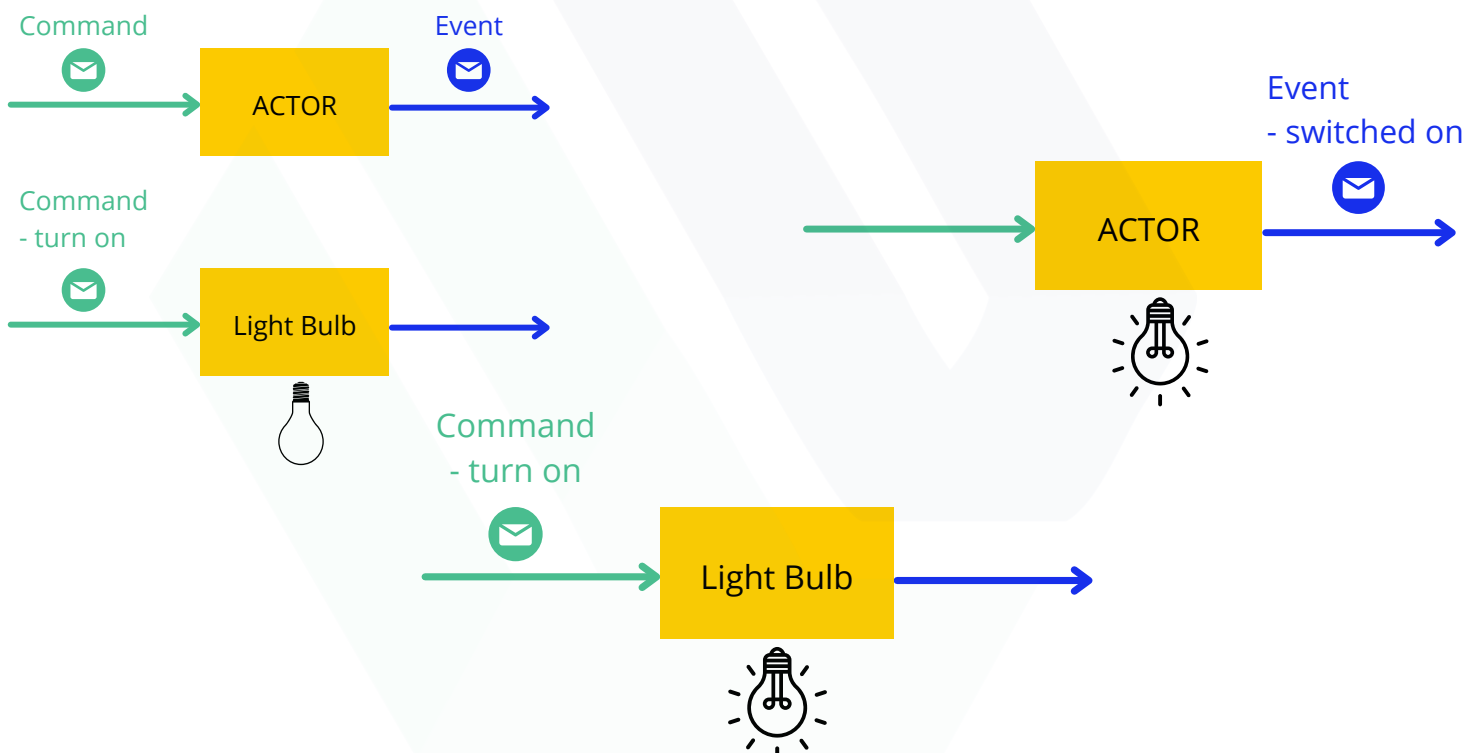 Command
Event
ACTOR
Command
- turn on
Light Bulb
Event
- switched on
ACTOR
Command
- turn on
Light Bulb